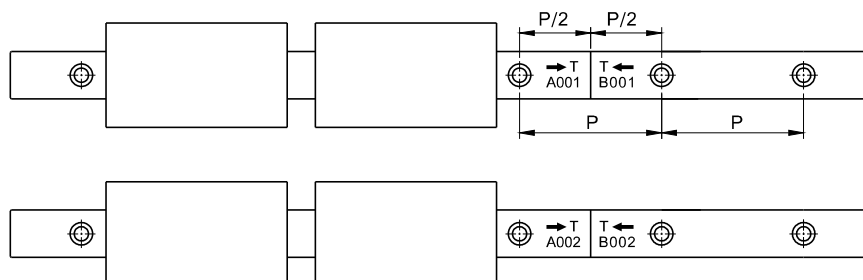 P/2 P/2
→ T T ←
A001 B001
P P
→ T T ←
A002 B002